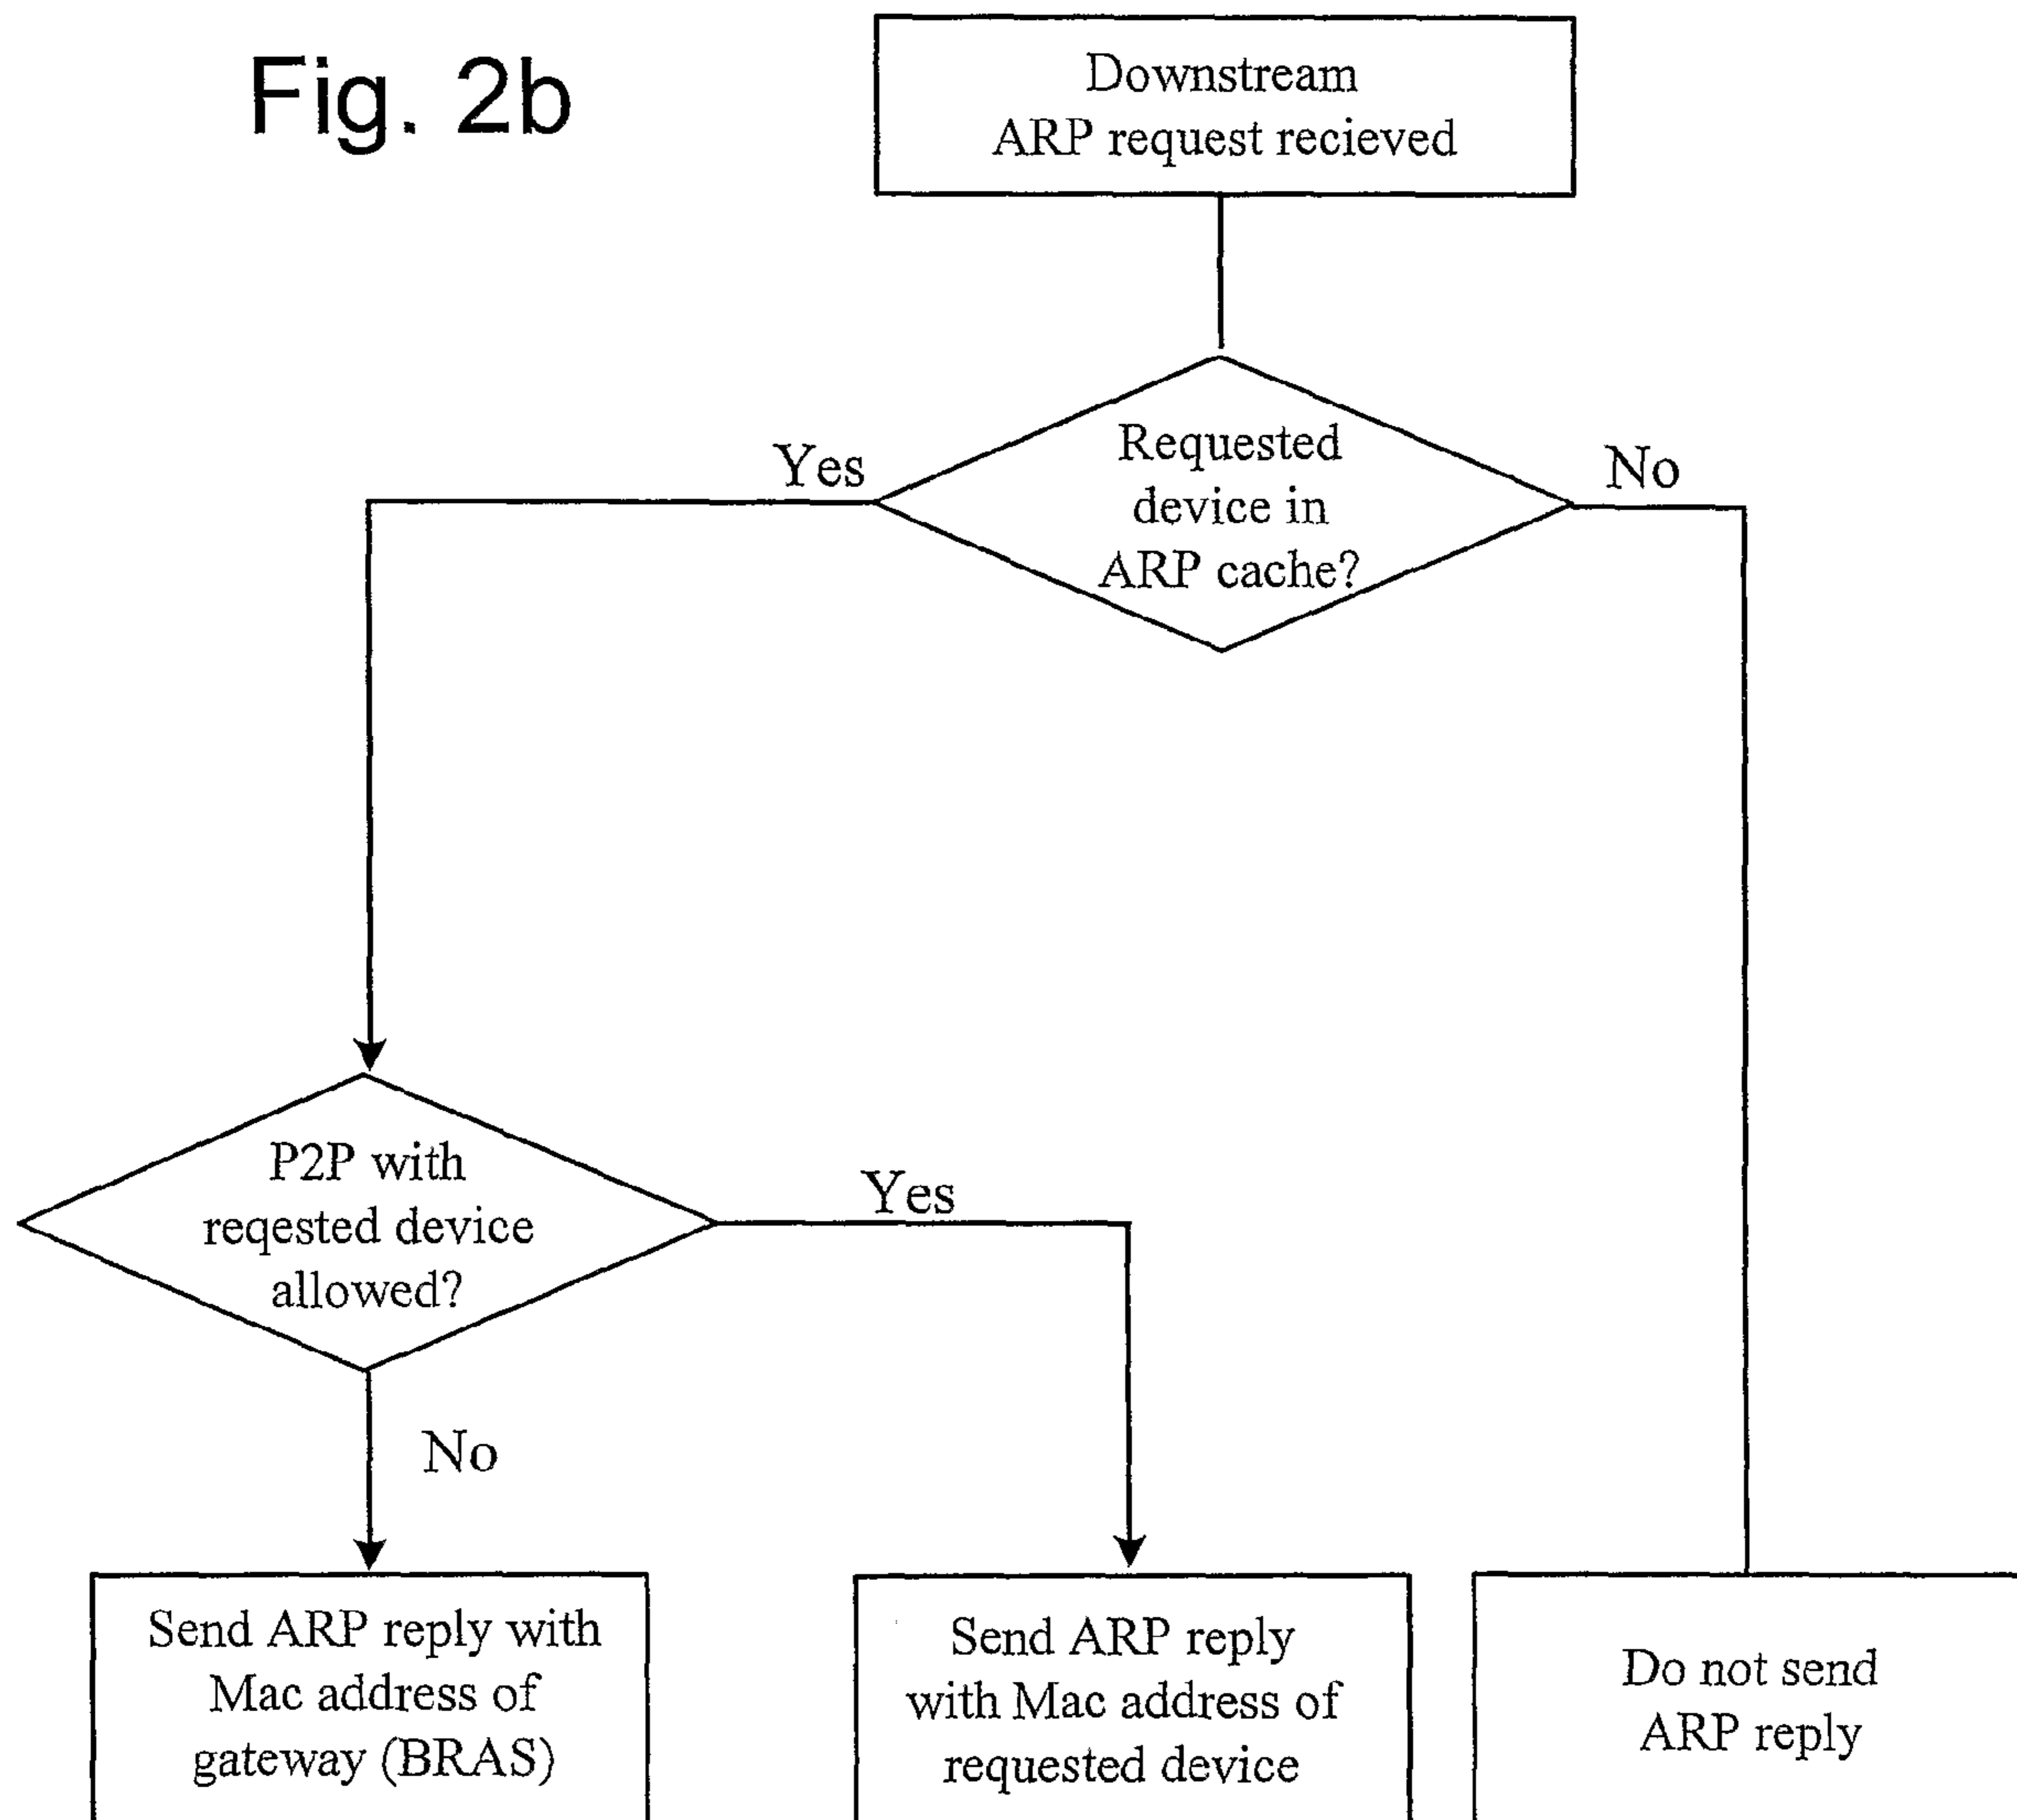 Fig. 2b
Downstream
ARP request recieved
Yes
No
Requested
device in
ARP cache?
P2P with
reqested device
allowed?
Yes
No
Send ARP reply with
Mac address of
gateway (BRAS)
Send ARP reply
with Mac address of
requested device
Do not send
ARP reply